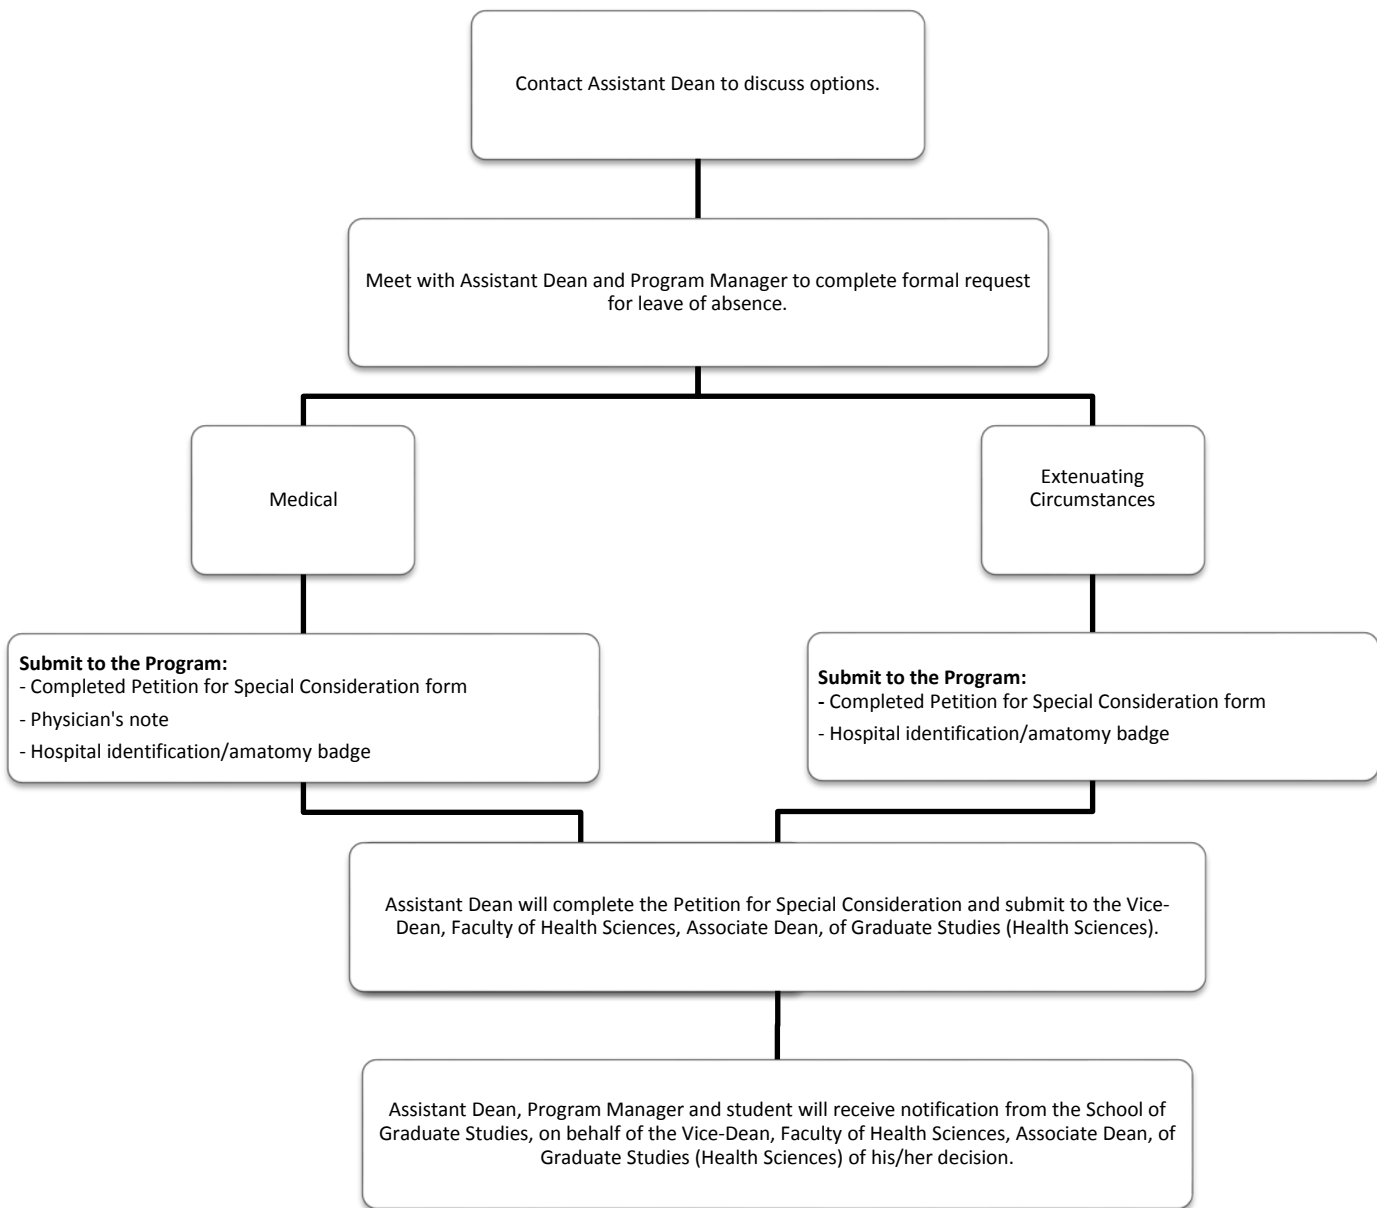 Contact Assistant Dean to discuss options.
Meet with Assistant Dean and Program Manager to complete formal request
for leave of absence.
Medical
Extenuating
Circumstances
Submit to the Program:
- Completed Petition for Special Consideration form
- Physician's note
- Hospital identification/amatomy badge
Submit to the Program:
- Completed Petition for Special Consideration form
- Hospital identification/amatomy badge
Assistant Dean will complete the Petition for Special Consideration and submit to the Vice-
Dean, Faculty of Health Sciences, Associate Dean, of Graduate Studies (Health Sciences).
Assistant Dean, Program Manager and student will receive notification from the School of
Graduate Studies, on behalf of the Vice-Dean, Faculty of Health Sciences, Associate Dean, of
Graduate Studies (Health Sciences) of his/her decision.